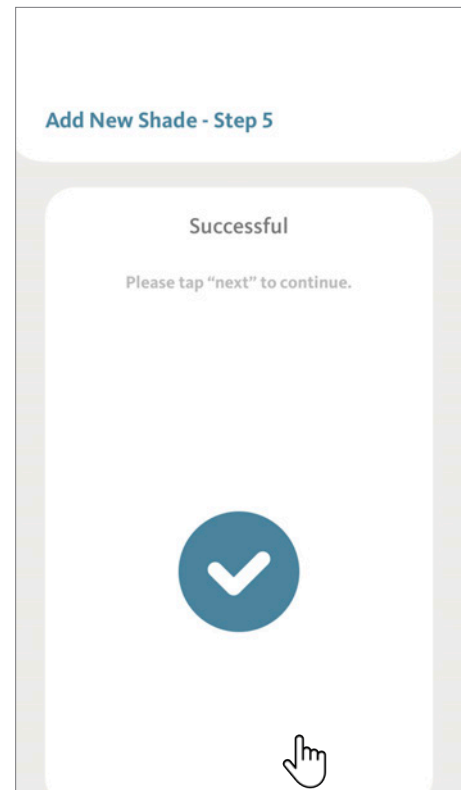 Add New Shade - Step 5
Successful
Please tap “next” to continue.